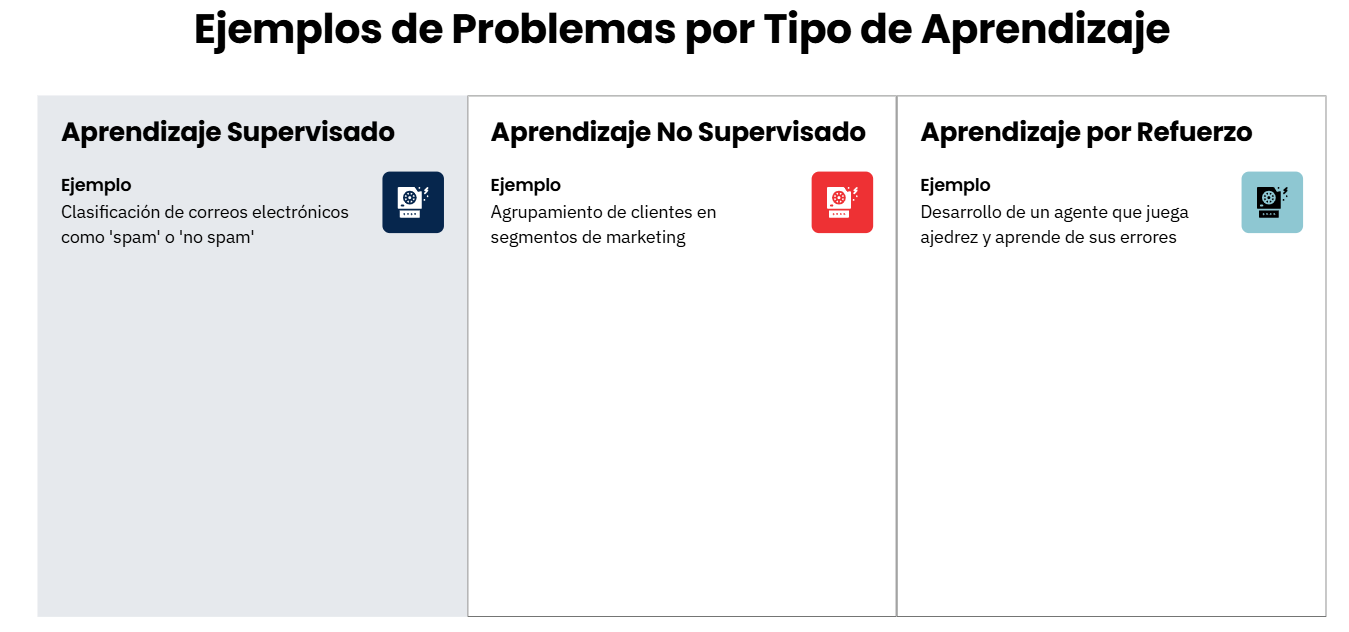 Ejemplos de Problemas por Tipo de Aprendizaje
Aprendizaje Supervisado
Ejemplo
Clasificación de correos electrónicos
como 'spam' o 'no spam'
Aprendizaje No Supervisado
Ejemplo
Agrupamiento de clientes en
segmentos de marketing
Aprendizaje por Refuerzo
Ejemplo
Desarrollo de un agente que juega
ajedrez y aprende de sus errores